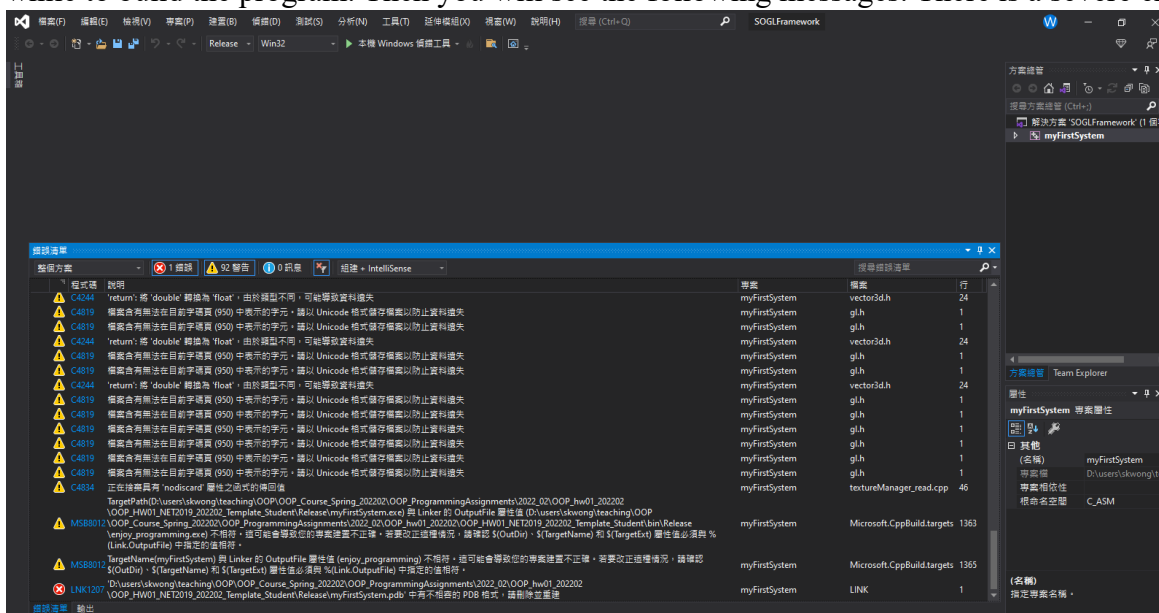 while to build the program. Then you will see the following messages. There is a severe er
檔案(F) 編輯(E) 檢視(V) 專案(P) 建置(B) 偵錯(D) 測試(S) 分析(N) 工具(T) 延伸模組(X) 視窗(W) 說明(H) 搜尋 (Ctrl+Q) SOGLFramework W
Release Win32 本機 Windows 偵錯工具
工具箱
方案總管
搜尋方案總管 (Ctrl+;)
解決方案 'SOGLFramework' (1 個
myFirstSystem
錯誤清單
整個方案 1 錯誤 92 警告 0 訊息 組建 + IntelliSense 搜尋錯誤清單
程式碼 說明 專案 檔案 行
C4244 'return': 將 'double' 轉換為 'float',由於類型不同,可能導致資料遺失 myFirstSystem vector3d.h 24
C4819 檔案含有無法在目前字碼頁 (950) 中表示的字元。請以 Unicode 格式儲存檔案以防止資料遺失 myFirstSystem gl.h 1
C4819 檔案含有無法在目前字碼頁 (950) 中表示的字元。請以 Unicode 格式儲存檔案以防止資料遺失 myFirstSystem gl.h 1
C4244 'return': 將 'double' 轉換為 'float',由於類型不同,可能導致資料遺失 myFirstSystem vector3d.h 24
C4819 檔案含有無法在目前字碼頁 (950) 中表示的字元。請以 Unicode 格式儲存檔案以防止資料遺失 myFirstSystem gl.h 1
C4819 檔案含有無法在目前字碼頁 (950) 中表示的字元。請以 Unicode 格式儲存檔案以防止資料遺失 myFirstSystem gl.h 1
C4244 'return': 將 'double' 轉換為 'float',由於類型不同,可能導致資料遺失 myFirstSystem vector3d.h 24
C4819 檔案含有無法在目前字碼頁 (950) 中表示的字元。請以 Unicode 格式儲存檔案以防止資料遺失 myFirstSystem gl.h 1
C4819 檔案含有無法在目前字碼頁 (950) 中表示的字元。請以 Unicode 格式儲存檔案以防止資料遺失 myFirstSystem gl.h 1
C4819 檔案含有無法在目前字碼頁 (950) 中表示的字元。請以 Unicode 格式儲存檔案以防止資料遺失 myFirstSystem gl.h 1
C4819 檔案含有無法在目前字碼頁 (950) 中表示的字元。請以 Unicode 格式儲存檔案以防止資料遺失 myFirstSystem gl.h 1
C4819 檔案含有無法在目前字碼頁 (950) 中表示的字元。請以 Unicode 格式儲存檔案以防止資料遺失 myFirstSystem gl.h 1
C4819 檔案含有無法在目前字碼頁 (950) 中表示的字元。請以 Unicode 格式儲存檔案以防止資料遺失 myFirstSystem gl.h 1
C4834 正在捨棄具有 'nodiscard' 屬性之函式的傳回值 myFirstSystem textureManager_read.cpp 46
TargetPath(D:\users\skwong\teaching\OOP\OOP_Course_Spring_202202\OOP_ProgrammingAssignments\2022_02\OOP_hw01_202202
\OOP_HW01_NET2019_202202_Template_Student\Release\myFirstSystem.exe) 與 Linker 的 OutputFile 屬性值 (D:\users\skwong\teaching\OOP
MSB8012 \OOP_Course_Spring_202202\OOP_ProgrammingAssignments\2022_02\OOP_hw01_202202\OOP_HW01_NET2019_202202_Template_Student\bin\Release myFirstSystem Microsoft.CppBuild.targets 1363
\enjoy_programming.exe) 不相符。這可能會導致您的專案建置不正確。若要改正這種情況,請確認 $(OutDir)、$(TargetName) 和 $(TargetExt) 屬性值必須與 %
(Link.OutputFile) 中指定的值相符。
TargetName(myFirstSystem) 與 Linker 的 OutputFile 屬性值 (enjoy_programming) 不相符。這可能會導致您的專案建置不正確。若要改正這種情況,請確認
MSB8012 $(OutDir)、$(TargetName) 和 $(TargetExt) 屬性值必須與 %(Link.OutputFile) 中指定的值相符。 myFirstSystem Microsoft.CppBuild.targets 1365
'D:\users\skwong\teaching\OOP\OOP_Course_Spring_202202\OOP_ProgrammingAssignments\2022_02\OOP_hw01_202202
LNK1207 \OOP_HW01_NET2019_202202_Template_Student\Release\myFirstSystem.pdb' 中有不相容的 PDB 格式,請刪除並重建 myFirstSystem LINK 1
錯誤清單 輸出
方案總管 Team Explorer
屬性
myFirstSystem 專案屬性
其他
(名稱) myFirstSystem
專案檔 D:\users\skwong\t
專案相依性
根命名空間 C_ASM
(名稱)
指定專案名稱。